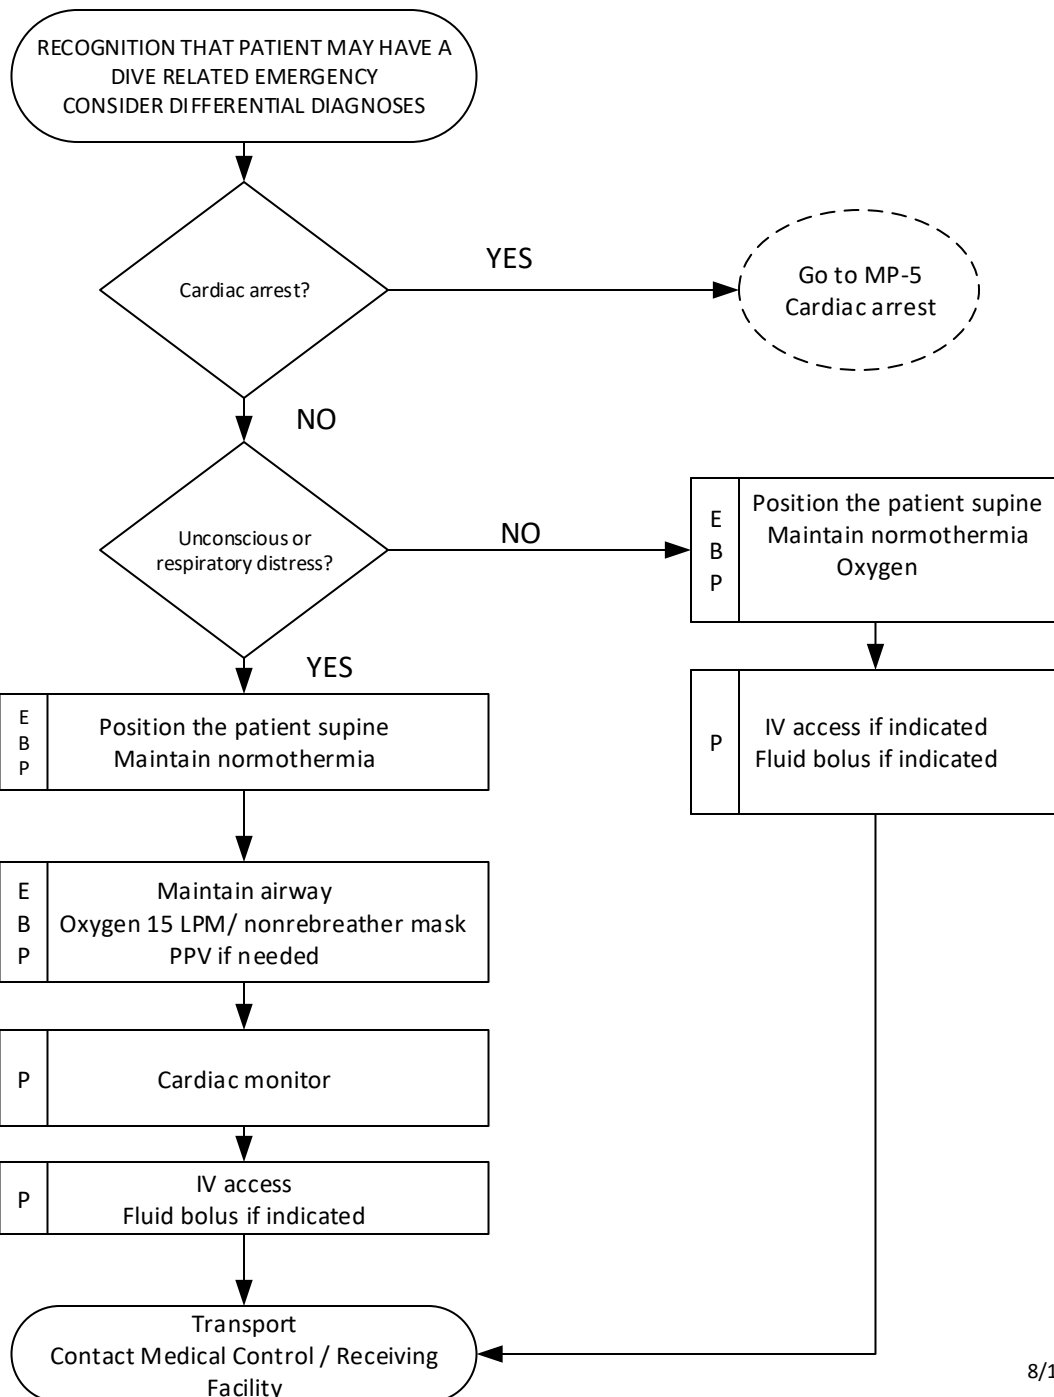 RECOGNITION THAT PATIENT MAY HAVE A
DIVE RELATED EMERGENCY
CONSIDER DIFFERENTIAL DIAGNOSES
Cardiac arrest?
YES
Go to MP-5
Cardiac arrest
NO
Unconscious or
respiratory distress?
NO
E
B
P
Position the patient supine
Maintain normothermia
Oxygen
P
IV access if indicated
Fluid bolus if indicated
YES
E
B
P
Position the patient supine
Maintain normothermia
E
B
P
Maintain airway
Oxygen 15 LPM/ nonrebreather mask
PPV if needed
P
Cardiac monitor
P
IV access
Fluid bolus if indicated
Transport
Contact Medical Control / Receiving
Facility
8/1